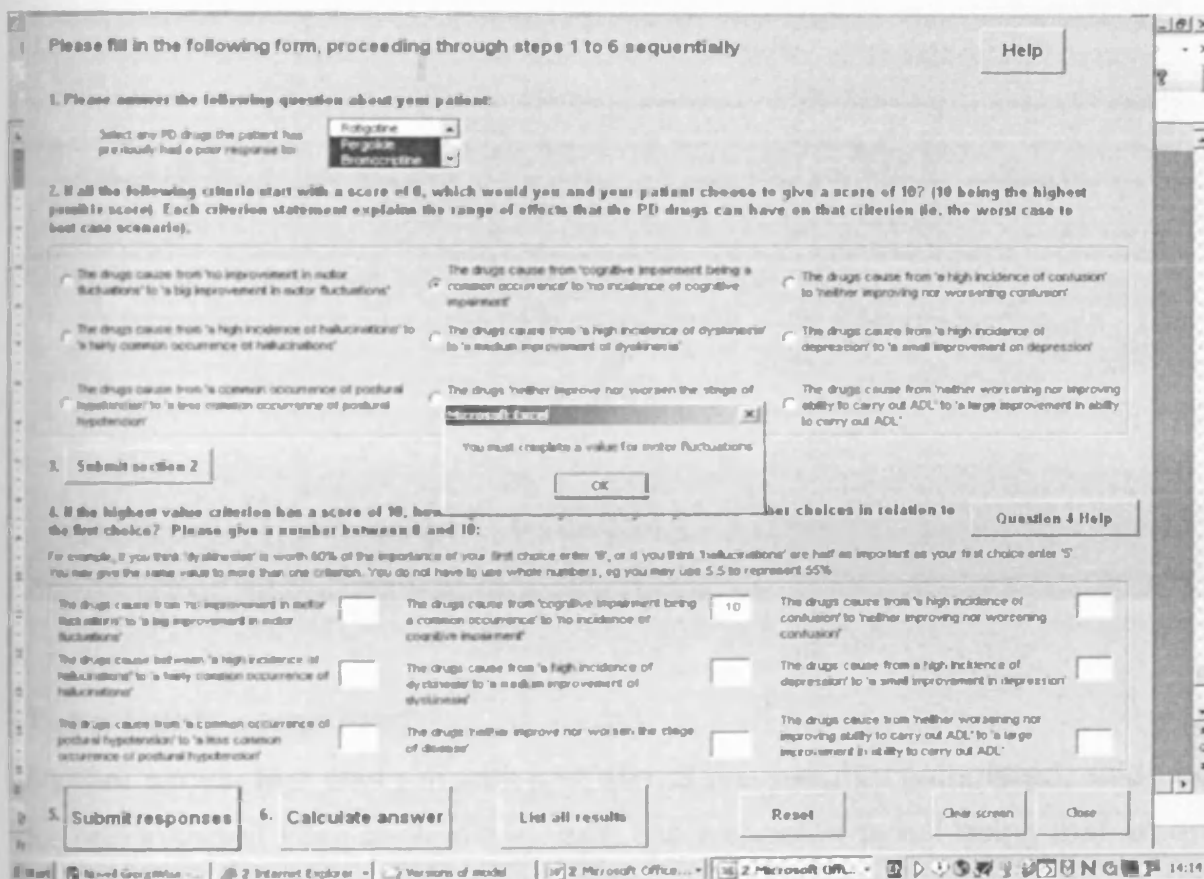 Please fill in the following form, proceeding through steps 1 to 6 sequentially
Help
1. Please answer the following question about your patient:
Select any PD drugs the patient has
previously had a poor response to:
Rotigotine
Pergolide
Bromocriptine
2. If all the following criteria start with a score of 0, which would you and your patient choose to give a score of 10? (10 being the highest
possible score). Each criterion statement explains the range of effects that the PD drugs can have on that criterion (ie. the worst case to
best case scenario).
The drugs cause from 'no improvement in motor
fluctuations' to 'a big improvement in motor fluctuations'
The drugs cause from 'cognitive impairment being a
common occurrence' to 'no incidence of cognitive
impairment'
The drugs cause from 'a high incidence of confusion'
to 'neither improving nor worsening confusion'
The drugs cause from 'a high incidence of hallucinations' to
'a fairly common occurrence of hallucinations'
The drugs cause from 'a high incidence of dyskinesia'
to 'a medium improvement of dyskinesia'
The drugs cause from 'a high incidence of
depression' to 'a small improvement on depression'
The drugs cause from 'a common occurrence of postural
hypotension' to 'a less common occurrence of postural
hypotension'
The drugs 'neither improve nor worsen the stage of
The drugs cause from 'neither worsening nor improving
ability to carry out ADL' to 'a large improvement in ability
to carry out ADL'
Microsoft Excel
You must complete a value for motor fluctuations
OK
3. Submit section 2
4. If the highest value criterion has a score of 10, how
her choices in relation to
the first choice? Please give a number between 0 and 10:
Question 4 Help
For example, if you think 'dyskinesias' is worth 80% of the importance of your first choice enter '8', or if you think 'hallucinations' are half as important as your first choice enter '5'
You may give the same value to more than one criterion. You do not have to use whole numbers, eg you may use 5.5 to represent 55%
The drugs cause from 'no improvement in motor
fluctuations' to 'a big improvement in motor
fluctuations'
The drugs cause from 'cognitive impairment being
a common occurrence' to 'no incidence of
cognitive impairment'
10
The drugs cause from 'a high incidence of
confusion' to 'neither improving nor worsening
confusion'
The drugs cause between 'a high incidence of
hallucinations' to 'a fairly common occurrence of
hallucinations'
The drugs cause from 'a high incidence of
dyskinesia' to 'a medium improvement of
dyskinesia'
The drugs cause from a high incidence of
depression' to 'a small improvement in depression'
The drugs cause from 'a common occurrence of
postural hypotension' to 'a less common
occurrence of postural hypotension'
The drugs 'neither improve nor worsen the stage
of disease'
The drugs cause from 'neither worsening nor
improving ability to carry out ADL' to 'a large
improvement in ability to carry out ADL'
5. Submit responses
6. Calculate answer
List all results
Reset
Clear screen
Close
Start
2 Internet Explorer
Versions of model
2 Microsoft Office...
2 Microsoft Offi...
14:14